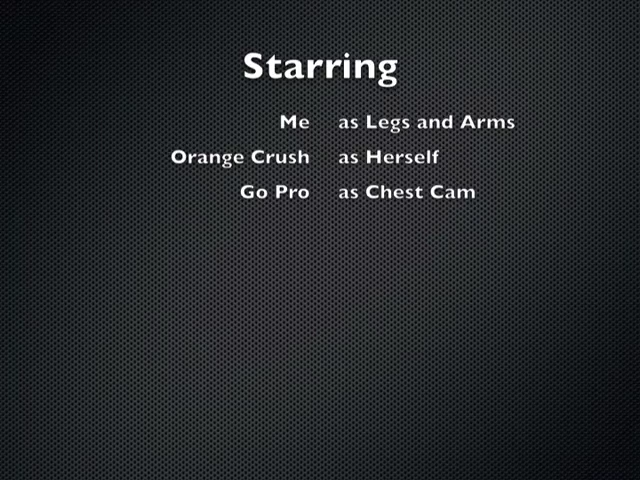 Starring
Me as Legs and Arms
Orange Crush as Herself
Go Pro as Chest Cam